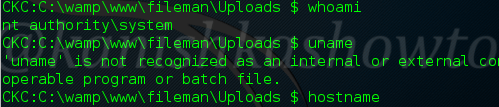 CKC:C:\wamp\www\fileman\Uploads $ whoami
nt authority\system
CKC:C:\wamp\www\fileman\Uploads $ uname
'uname' is not recognized as an internal or external
operable program or batch file.
CKC:C:\wamp\www\fileman\Uploads $ hostname